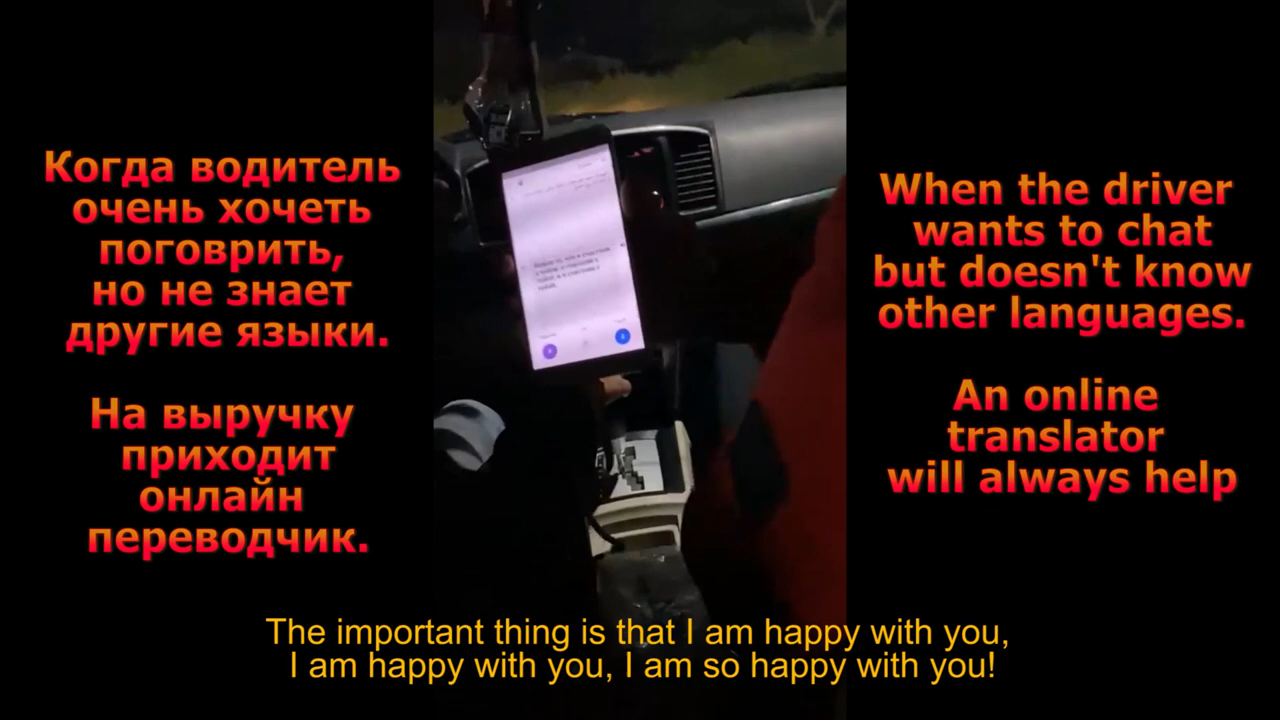 Когда водитель
очень хочеть
поговрить,
но не знает
другие языки.
На выручку
приходит
онлайн
переводчик.
When the driver
wants to chat
but doesn't know
other languages.
An online
translator
will always help
The important thing is that I am happy with you,
I am happy with you, I am so happy with you!